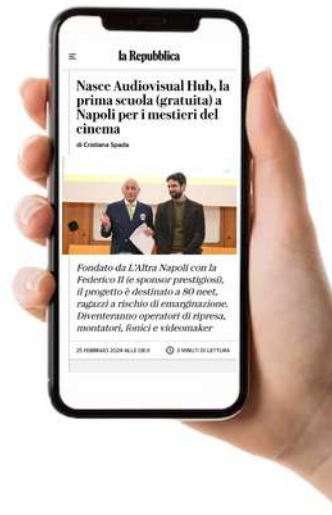 la Repubblica
Nasce Audiovisual Hub, la
prima scuola (gratuita) a
Napoli per i mestieri del
cinema
di Cristiana Spada
Fondato da L'Altra Napoli con la
Federico II (e sponsor prestigiosi),
il progetto è destinato a 80 neet,
ragazzi a rischio di emarginazione.
Diventeranno operatori di ripresa,
montatori, fonici e videomaker
25 FEBBRAIO 2024 ALLE 08:11
3 MINUTI DI LETTURA